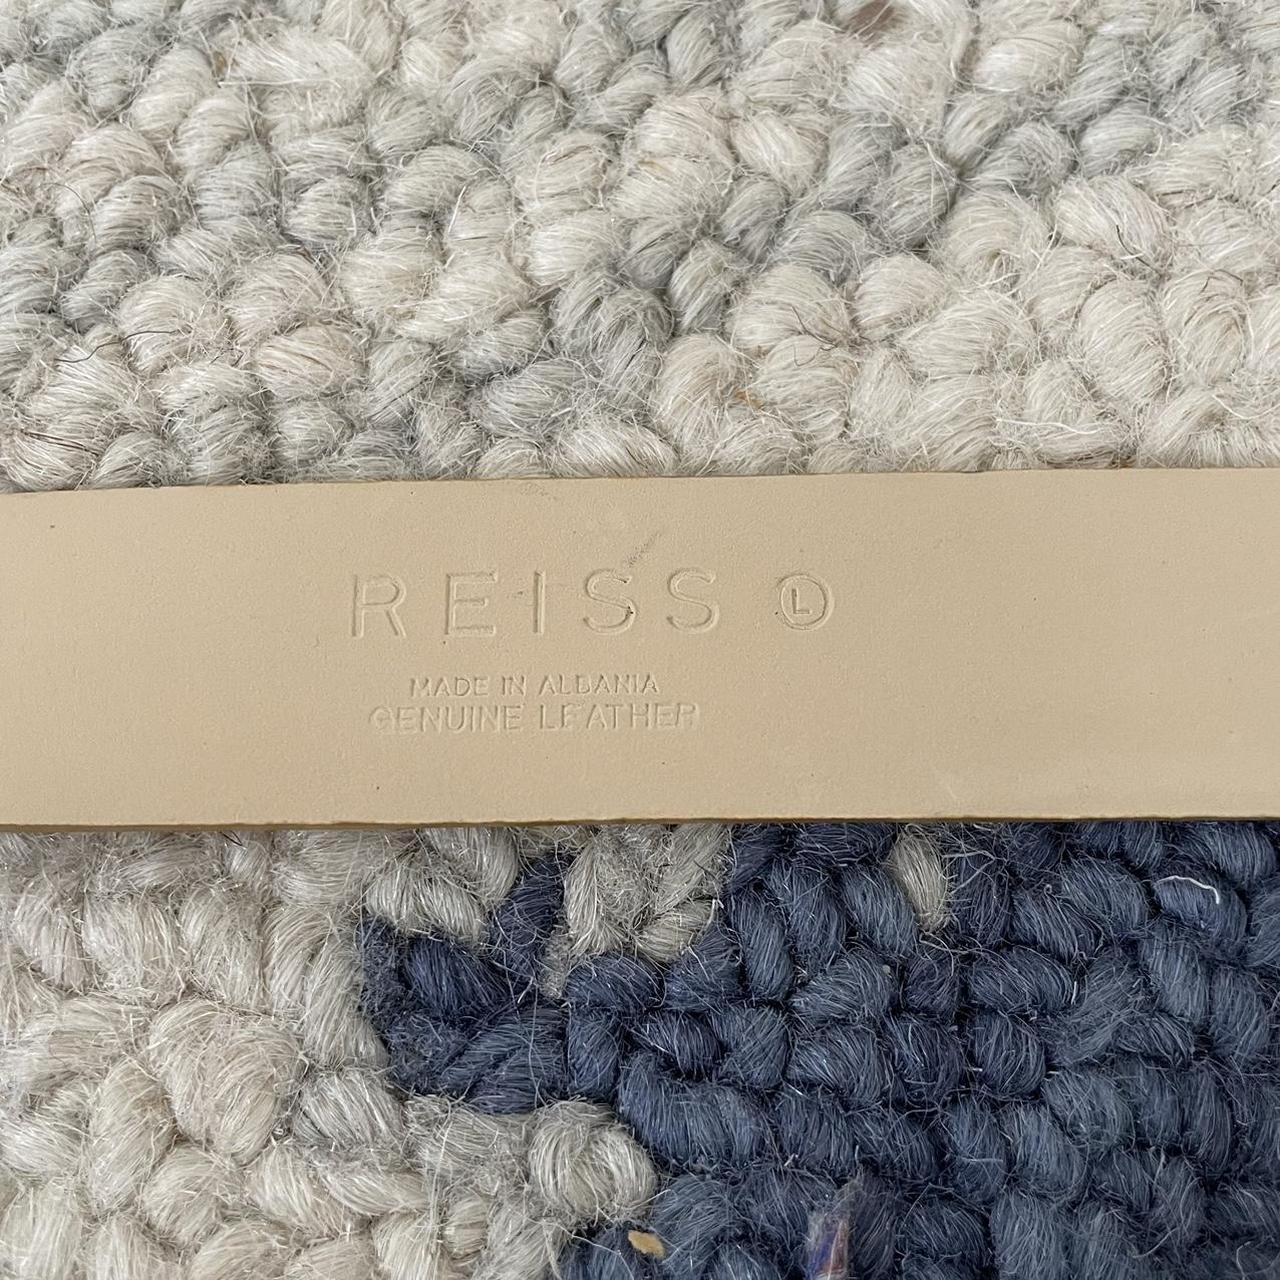 REISS Ⓛ
MADE IN ALBANIA
GENUINE LEATHER